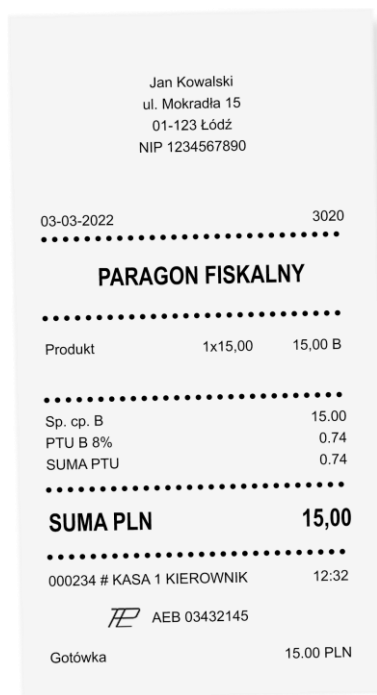 Jan Kowalski
ul. Mokradła 15
01-123 Łódź
NIP 1234567890
03-03-2022 3020
PARAGON FISKALNY
Produkt 1x15,00 15,00 B
Sp. cp. B 15.00
PTU B 8% 0.74
SUMA PTU 0.74
SUMA PLN 15,00
000234 # KASA 1 KIEROWNIK 12:32
AEB 03432145
Gotówka 15.00 PLN